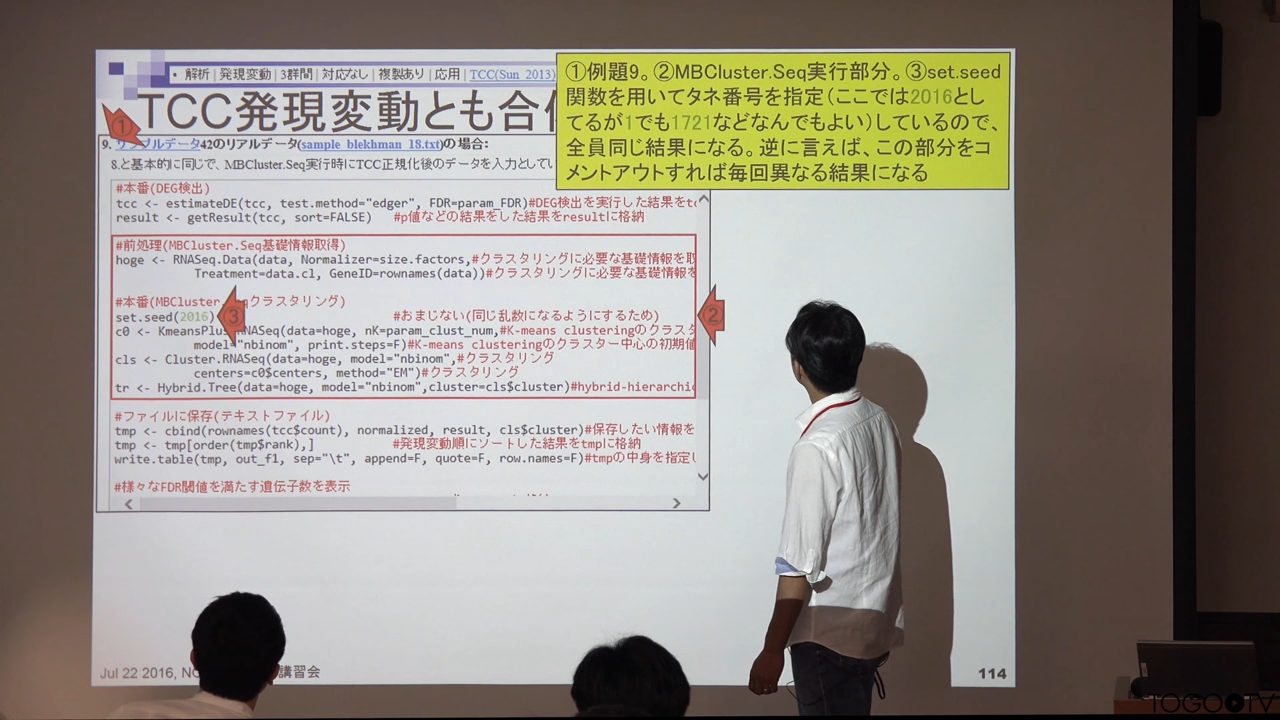 • 解析 | 発現変動 | 3群間 | 対応なし | 複製あり | 応用 | TCC(Sun_2013)
TCC発現変動とも合
①例題9。②MBCluster.Seq実行部分。③set.seed
関数を用いてタネ番号を指定(ここでは2016とし
てるが1でも1721などなんでもよい)しているので、
全員同じ結果になる。逆に言えば、この部分をコ
メントアウトすれば毎回異なる結果になる
①
9. サンプルデータ42のリアルデータ(sample_blekhman_18.txt)の場合:
8.と基本的に同じで、MBCluster.Seq実行時にTCC正規化後のデータを入力として
#本番(DEG検出)
tcc <- estimateDE(tcc, test.method="edger", FDR=param_FDR)#DEG検出を実行した結果をtc
result <- getResult(tcc, sort=FALSE) #p値などの結果をした結果をresultに格納
#前処理(MBCluster.Seq基礎情報取得)
hoge <- RNASeq.Data(data, Normalizer=size.factors,#クラスタリングに必要な基礎情報を取
Treatment=data.cl, GeneID=rownames(data))#クラスタリングに必要な基礎情報を
#本番(MBCluster. クラスタリング)
set.seed(2016) ③ #おまじない(同じ乱数になるようにするため) ②
c0 <- KmeansPlus.RNASeq(data=hoge, nK=param_clust_num,#K-means clusteringのクラスタ
model="nbinom", print.steps=F)#K-means clusteringのクラスター中心の初期値
cls <- Cluster.RNASeq(data=hoge, model="nbinom",#クラスタリング
centers=c0$centers, method="EM")#クラスタリング
tr <- Hybrid.Tree(data=hoge, model="nbinom",cluster=cls$cluster)#hybrid-hierarchic
#ファイルに保存(テキストファイル)
tmp <- cbind(rownames(tcc$count), normalized, result, cls$cluster)#保存したい情報を
tmp <- tmp[order(tmp$rank),] #発現変動順にソートした結果をtmpに格納
write.table(tmp, out_f1, sep="\t", append=F, quote=F, row.names=F)#tmpの中身を指定し
#様々なFDR閾値を満たす遺伝子数を表示
Jul 22 2016, 講習会
114
TOGOTV